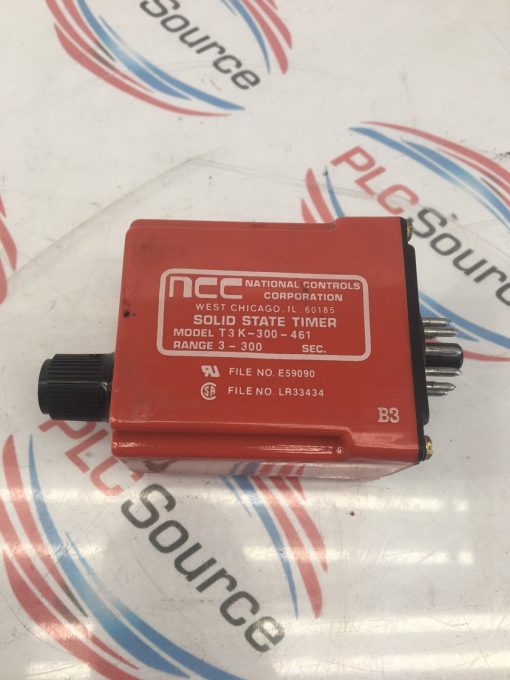 PLC
Source
PLC
Source
ncc NATIONAL CONTROLS
CORPORATION
WEST CHICAGO, IL. 60185
SOLID STATE TIMER
MODEL T3K-300-461
RANGE 3-300 SEC.
FILE NO. E59090
FILE NO. LR33434
B3
PLC
Source